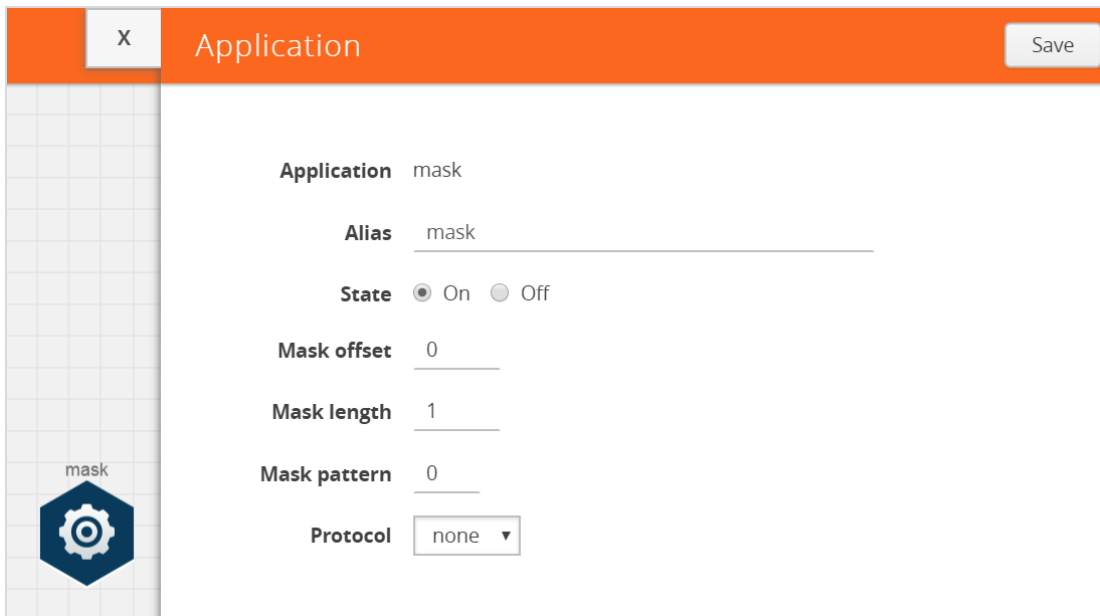 X Application Save
Application mask
Alias mask
State On Off
Mask offset 0
Mask length 1
mask
Mask pattern 0
Protocol none